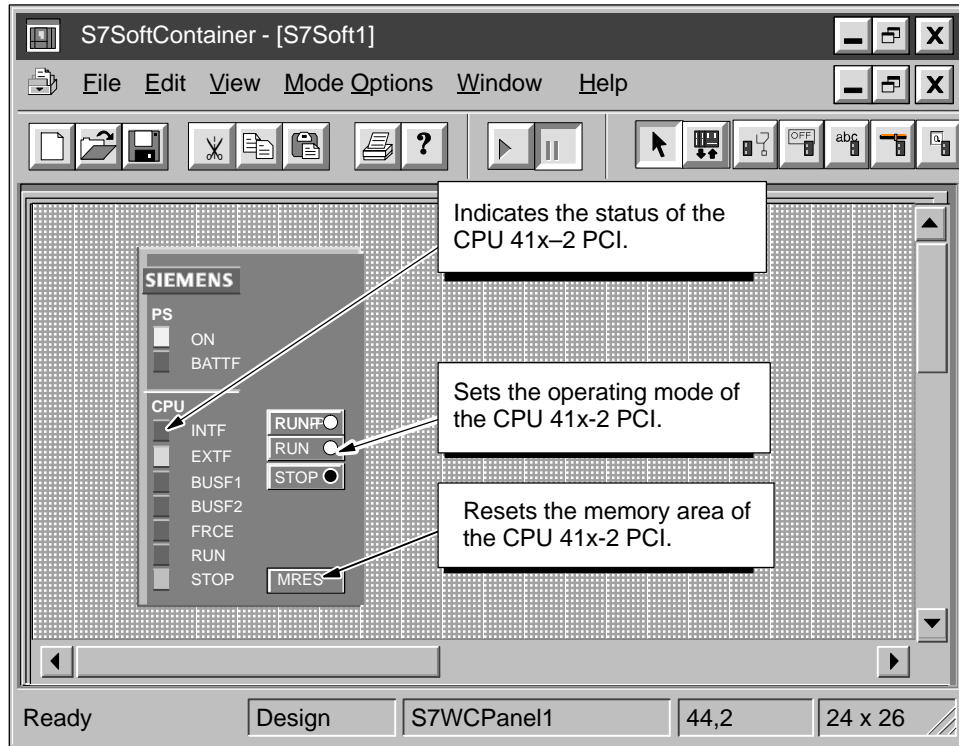 S7SoftContainer - [S7Soft1]
File Edit View Mode Options Window Help
?
OFF
abc
a
Indicates the status of the
CPU 41x–2 PCI.
SIEMENS
PS
ON
BATTF
CPU
INTF
EXTF
BUSF1
BUSF2
FRCE
RUN
STOP
RUN
STOP
MRES
Sets the operating mode of
the CPU 41x-2 PCI.
Resets the memory area of
the CPU 41x-2 PCI.
Ready Design S7WCPanel1 44,2 24 x 26